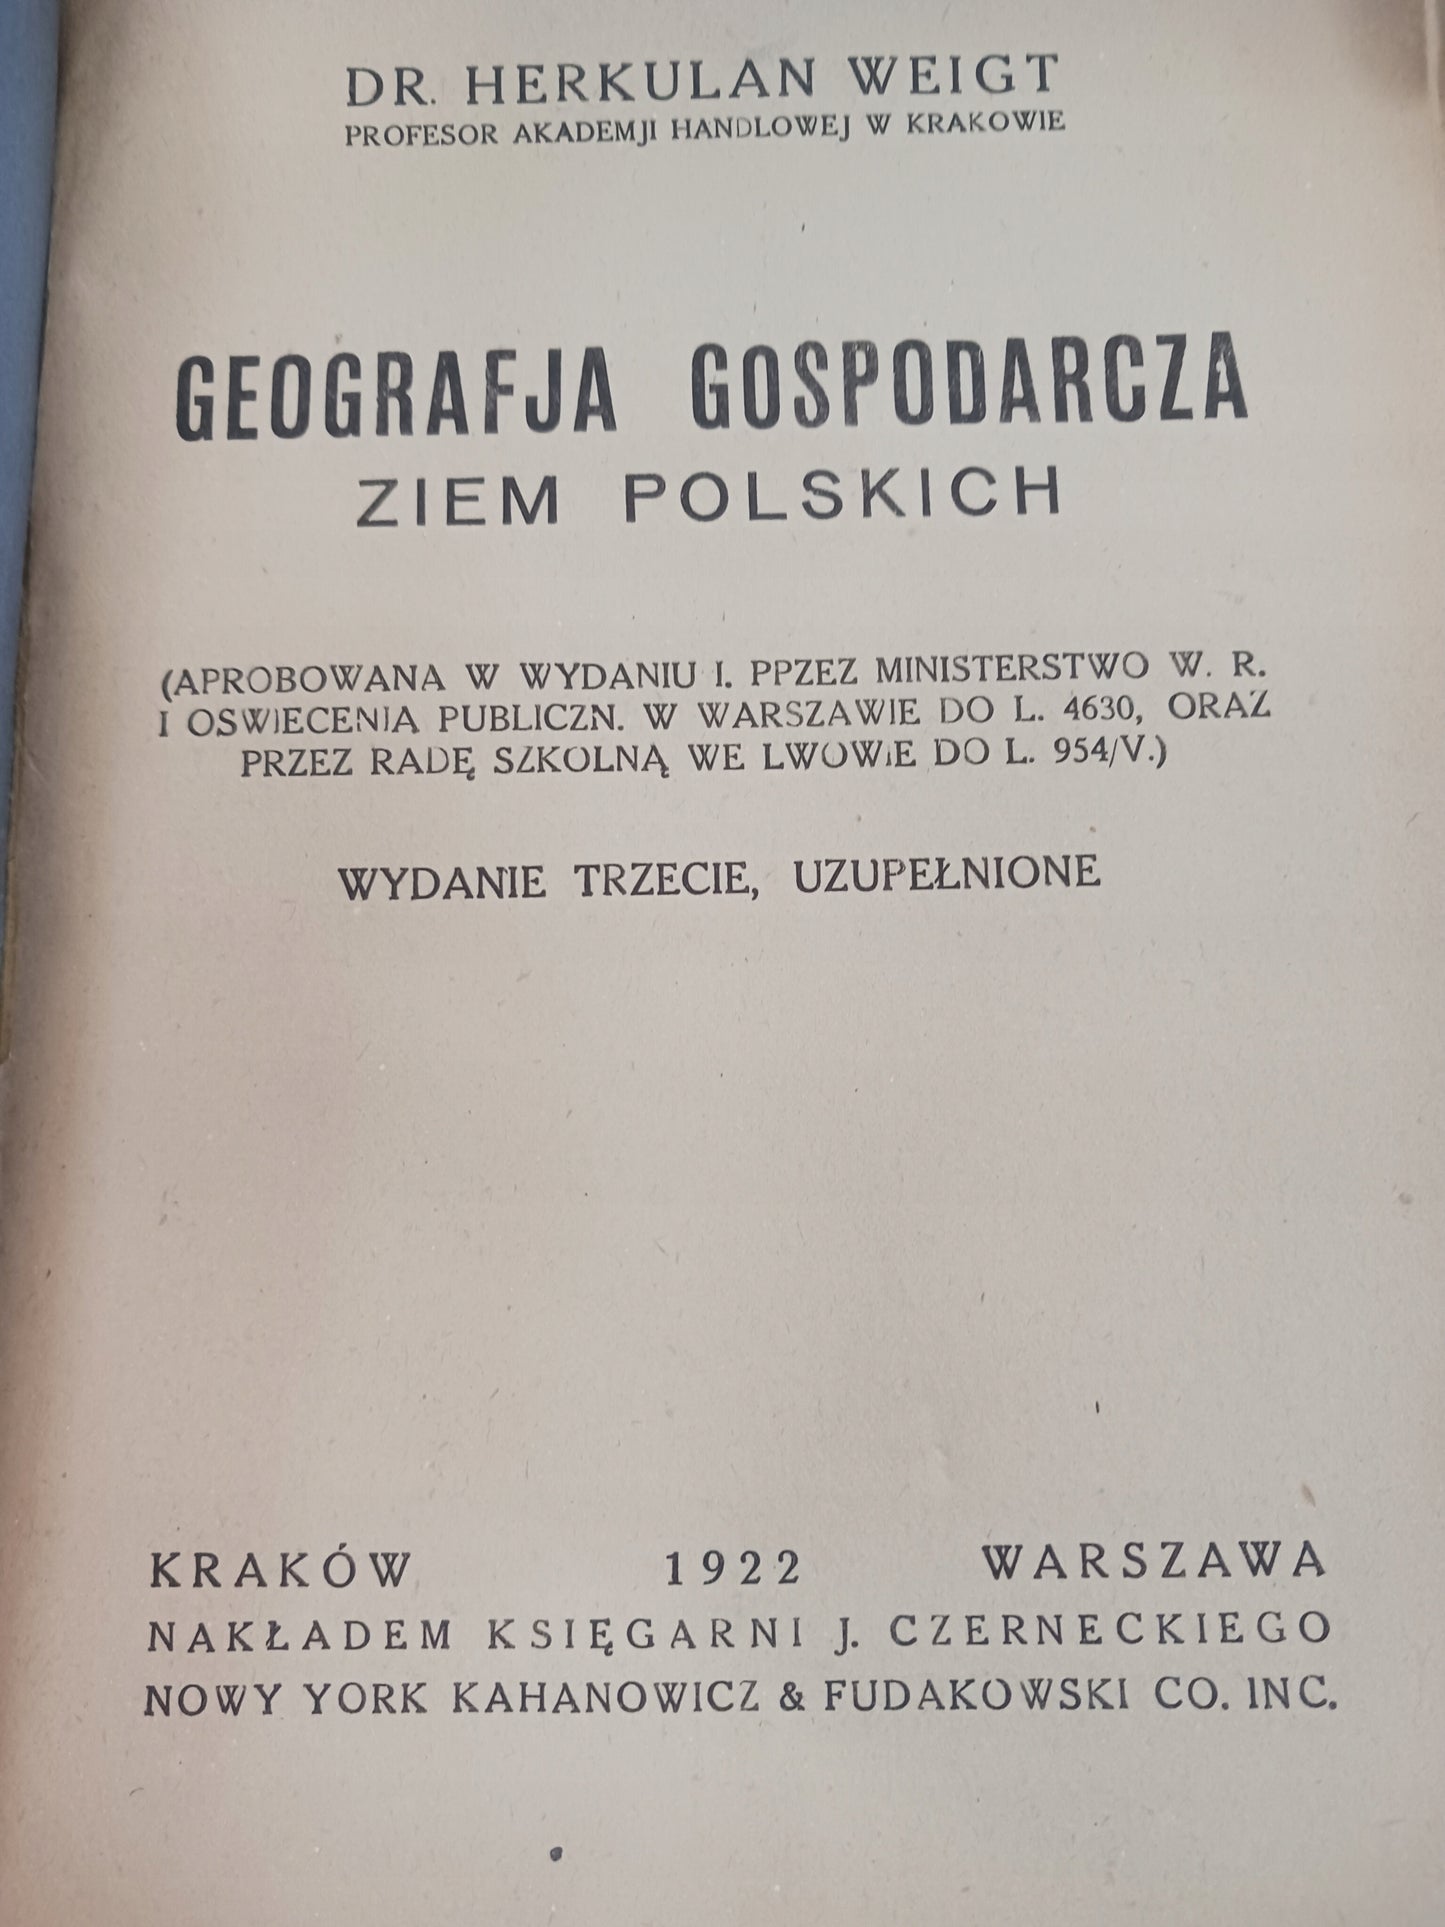 DR. HERKULAN WEIGT
PROFESOR AKADEMJI HANDLOWEJ W KRAKOWIE
GEOGRAFJA GOSPODARCZA
ZIEM POLSKICH
(APROBOWANA W WYDANIU I. PPZEZ MINISTERSTWO W. R.
I OSWIECENIA PUBLICZN. W WARSZAWIE DO L. 4630, ORAZ
PRZEZ RADĘ SZKOLNĄ WE LWOWIE DO L. 954/V.)
WYDANIE TRZECIE, UZUPEŁNIONE
KRAKÓW 1922 WARSZAWA
NAKŁADEM KSIĘGARNI J. CZERNECKIEGO
NOWY YORK KAHANOWICZ & FUDAKOWSKI CO. INC.